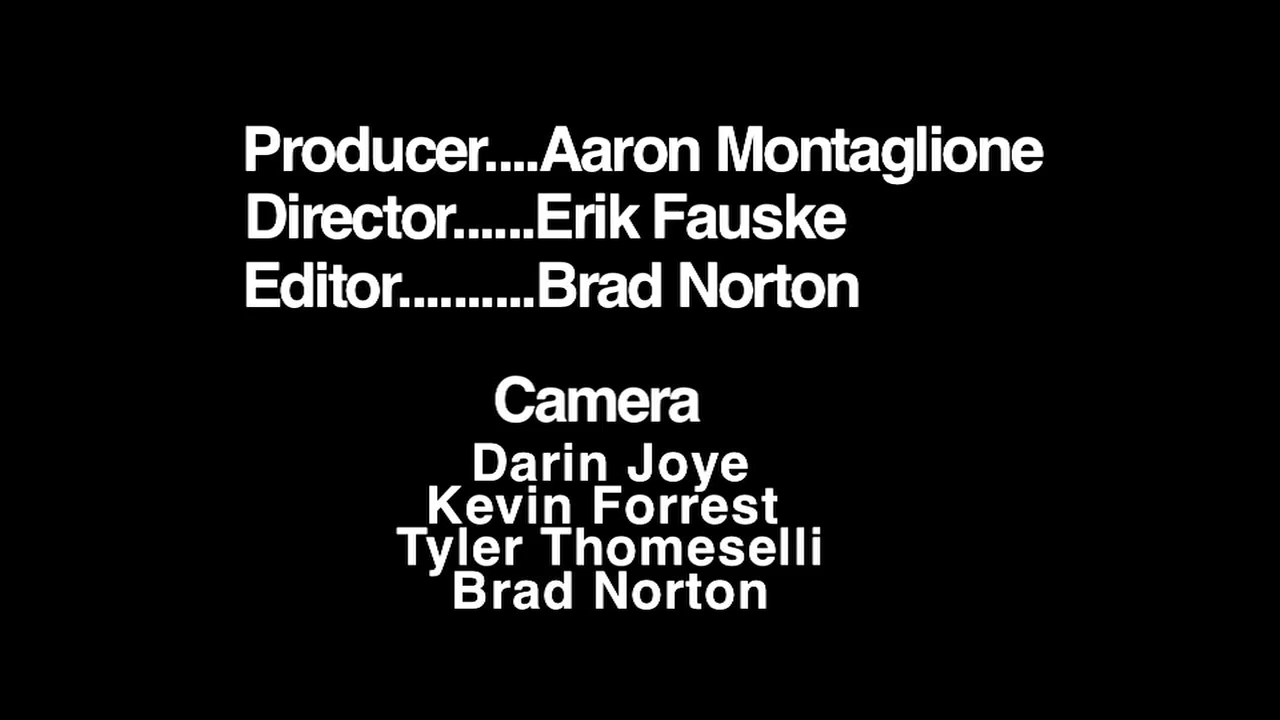 Producer....Aaron Montaglione
Director......Erik Fauske
Editor..........Brad Norton
Camera
Darin Joye
Kevin Forrest
Tyler Thomeselli
Brad Norton